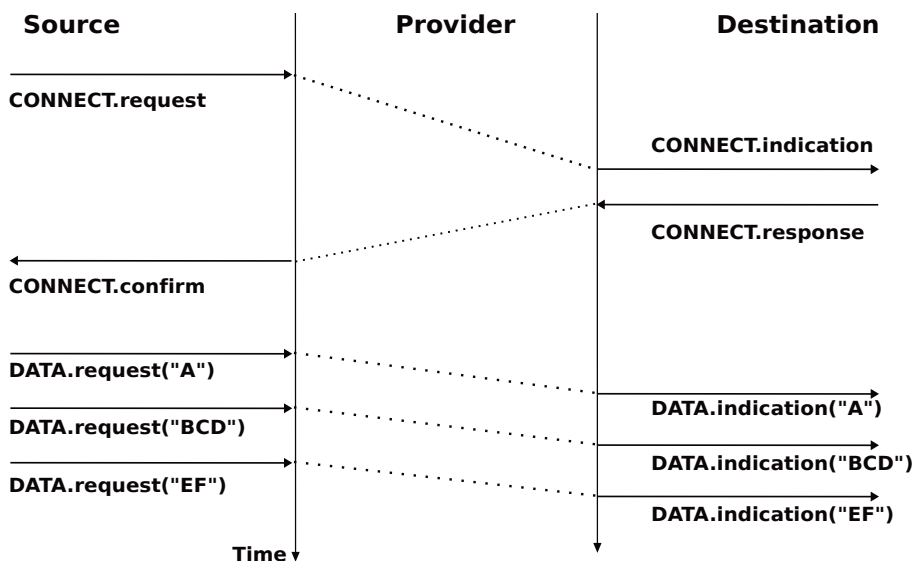 Source
Provider
Destination
CONNECT.request
CONNECT.indication
CONNECT.response
CONNECT.confirm
DATA.request("A")
DATA.indication("A")
DATA.request("BCD")
DATA.indication("BCD")
DATA.request("EF")
DATA.indication("EF")
Time